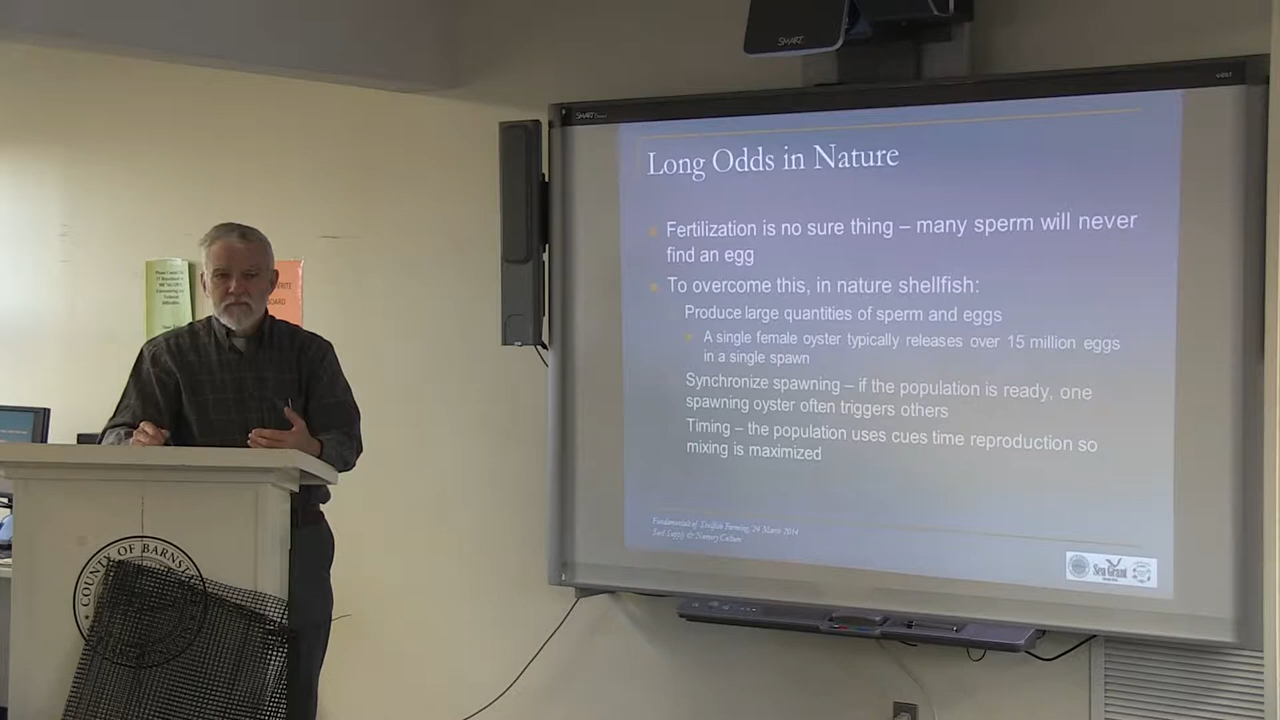 SMART
SMART Board
Long Odds in Nature
Fertilization is no sure thing – many sperm will never
find an egg
To overcome this, in nature shellfish:
Produce large quantities of sperm and eggs
A single female oyster typically releases over 15 million eggs
in a single spawn
Synchronize spawning – if the population is ready, one
spawning oyster often triggers others
Timing – the population uses cues time reproduction so
mixing is maximized
Fundamentals of Shellfish Farming, 24 March 2014
Seed Supply & Nursery Culture
Sea Grant
COUNTY OF BARNST